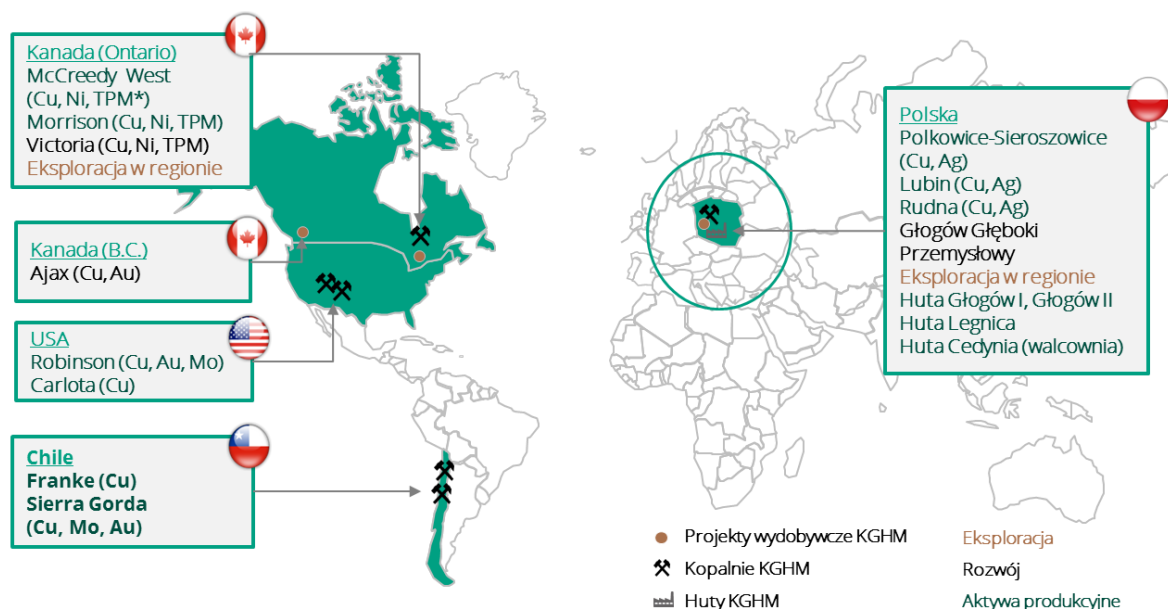 Kanada (Ontario)
McCreedy West
(Cu, Ni, TPM*)
Morrison (Cu, Ni, TPM)
Victoria (Cu, Ni, TPM)
Eksploracja w regionie
Kanada (B.C.)
Ajax (Cu, Au)
USA
Robinson (Cu, Au, Mo)
Carlota (Cu)
Chile
Franke (Cu)
Sierra Gorda
(Cu, Mo, Au)
Polska
Polkowice-Sieroszowice
(Cu, Ag)
Lubin (Cu, Ag)
Rudna (Cu, Ag)
Głogów Głęboki
Przemysłowy
Eksploracja w regionie
Huta Głogów I, Głogów II
Huta Legnica
Huta Cedynia (walcownia)
Projekty wydobywcze KGHM
Kopalnie KGHM
Huty KGHM
Eksploracja
Rozwój
Aktywa produkcyjne